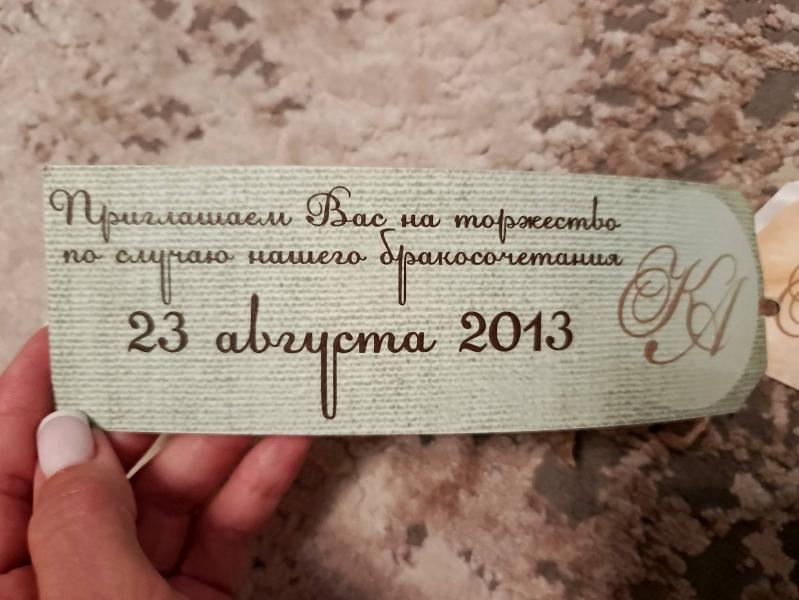 Приглашаем Вас на торжество
по случаю нашего бракосочетания
23 августа 2013
КА